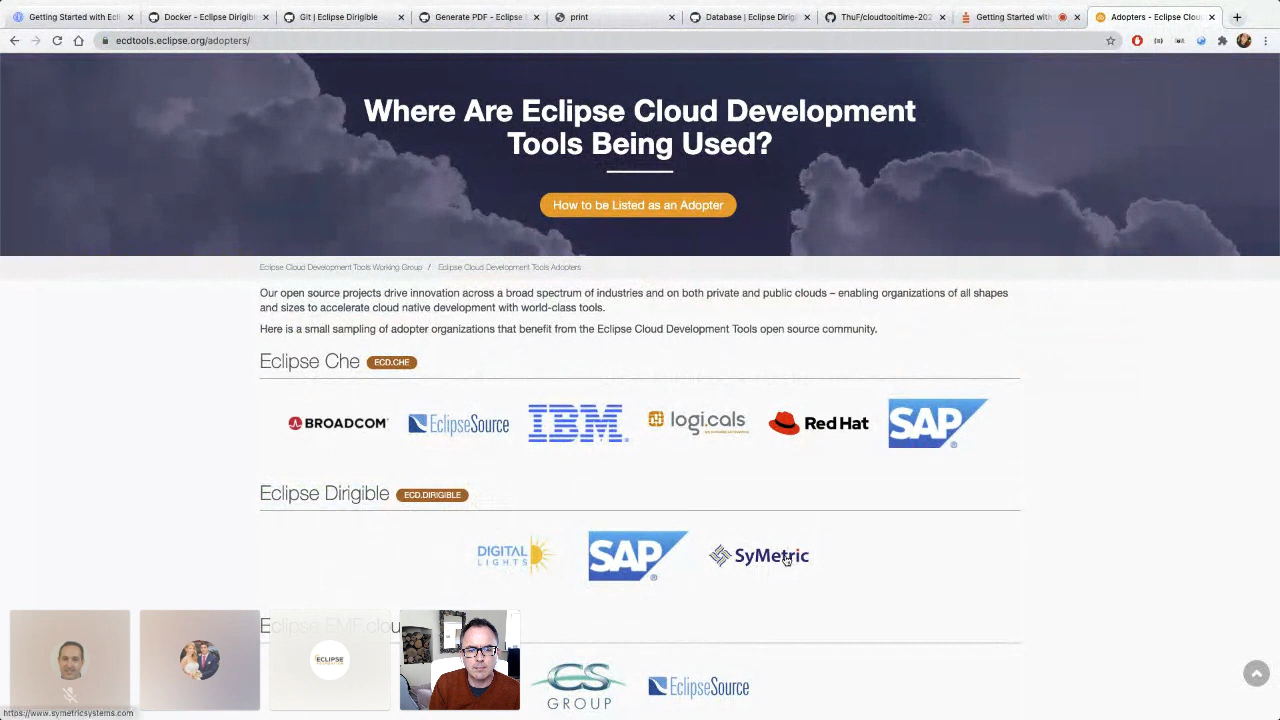 Getting Started with Ecli
Docker - Eclipse Dirigibl
Git | Eclipse Dirigible
Generate PDF - Eclipse
print
Database | Eclipse Dirigi
ThuF/cloudtooltime-202
Getting Started with
Adopters - Eclipse Clou
ecdtools.eclipse.org/adopters/
Where Are Eclipse Cloud Development
Tools Being Used?
How to be Listed as an Adopter
Eclipse Cloud Development Tools Working Group / Eclipse Cloud Development Tools Adopters
Our open source projects drive innovation across a broad spectrum of industries and on both private and public clouds – enabling organizations of all shapes
and sizes to accelerate cloud native development with world-class tools.
Here is a small sampling of adopter organizations that benefit from the Eclipse Cloud Development Tools open source community.
Eclipse Che ECD.CHE
BROADCOM
EclipseSource
IBM
logi.cals
Red Hat
SAP
Eclipse Dirigible ECD.DIRIGIBLE
DIGITAL
LIGHTS
SAP
SyMetric
Eclipse EMF.clou
ECLIPSE
CS
GROUP
EclipseSource
https://www.symetricsystems.com